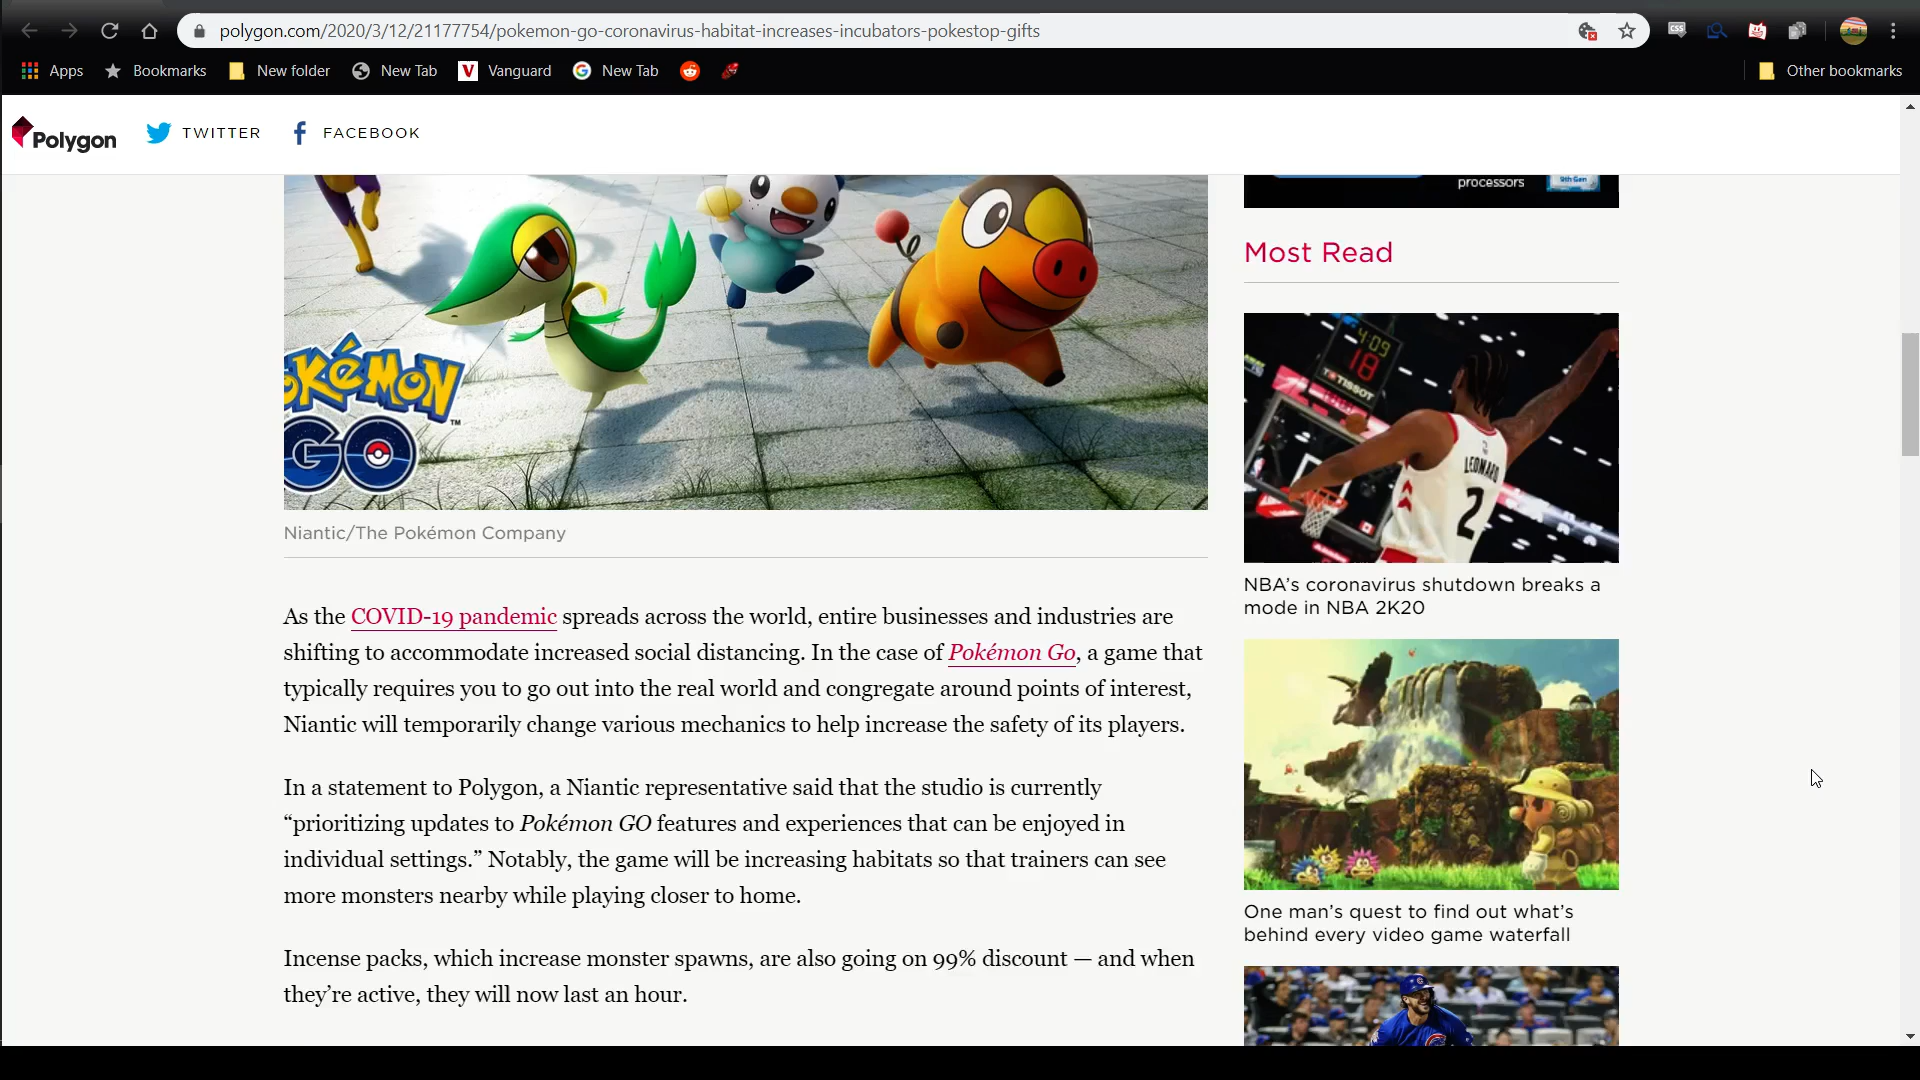 polygon.com/2020/3/12/21177754/pokemon-go-coronavirus-habitat-increases-incubators-pokestop-gifts
Apps
Bookmarks
New folder
New Tab
Vanguard
New Tab
Other bookmarks
Polygon
TWITTER
FACEBOOK
POKéMON
GO
Niantic/The Pokémon Company
As the COVID-19 pandemic spreads across the world, entire businesses and industries are
shifting to accommodate increased social distancing. In the case of Pokémon Go, a game that
typically requires you to go out into the real world and congregate around points of interest,
Niantic will temporarily change various mechanics to help increase the safety of its players.
In a statement to Polygon, a Niantic representative said that the studio is currently
“prioritizing updates to Pokémon GO features and experiences that can be enjoyed in
individual settings.” Notably, the game will be increasing habitats so that trainers can see
more monsters nearby while playing closer to home.
Incense packs, which increase monster spawns, are also going on 99% discount — and when
they’re active, they will now last an hour.
processors
9th Gen
Most Read
4:09
18
TISSOT
LEONARD
2
NBA’s coronavirus shutdown breaks a
mode in NBA 2K20
One man’s quest to find out what’s
behind every video game waterfall